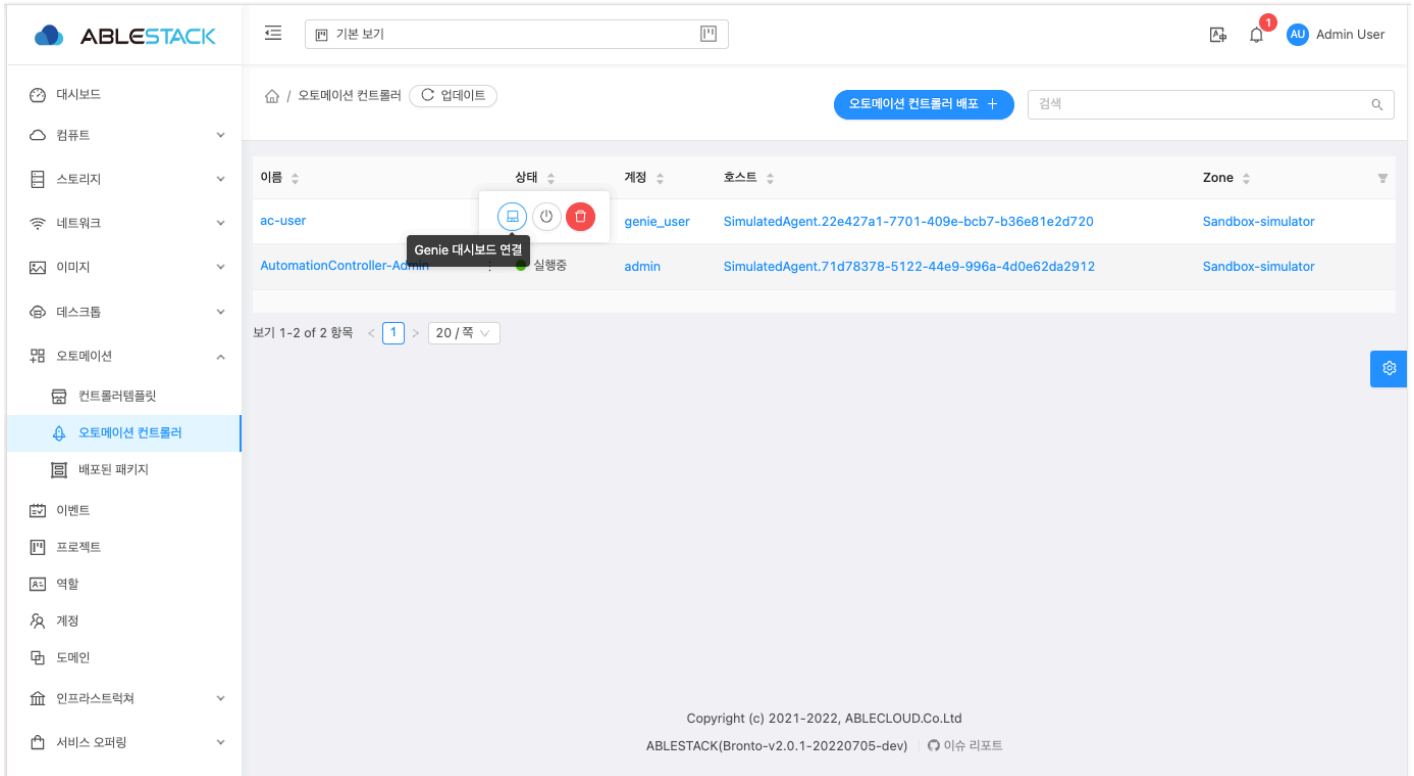 ABLESTACK
기본 보기
1
AU Admin User
대시보드
컴퓨트
스토리지
네트워크
이미지
데스크톱
오토메이션
컨트롤러템플릿
오토메이션 컨트롤러
배포된 패키지
이벤트
프로젝트
역할
계정
도메인
인프라스트럭쳐
서비스 오퍼링
/ 오토메이션 컨트롤러 업데이트
오토메이션 컨트롤러 배포 +
검색
이름 상태 계정 호스트 Zone
ac-user genie_user SimulatedAgent.22e427a1-7701-409e-bcb7-b36e81e2d720 Sandbox-simulator
Genie 대시보드 연결
AutomationController-Admin 실행중 admin SimulatedAgent.71d78378-5122-44e9-996a-4d0e62da2912 Sandbox-simulator
보기 1-2 of 2 항목 < 1 > 20 / 쪽
Copyright (c) 2021-2022, ABLECLOUD.Co.Ltd
ABLESTACK(Bronto-v2.0.1-20220705-dev) 이슈 리포트